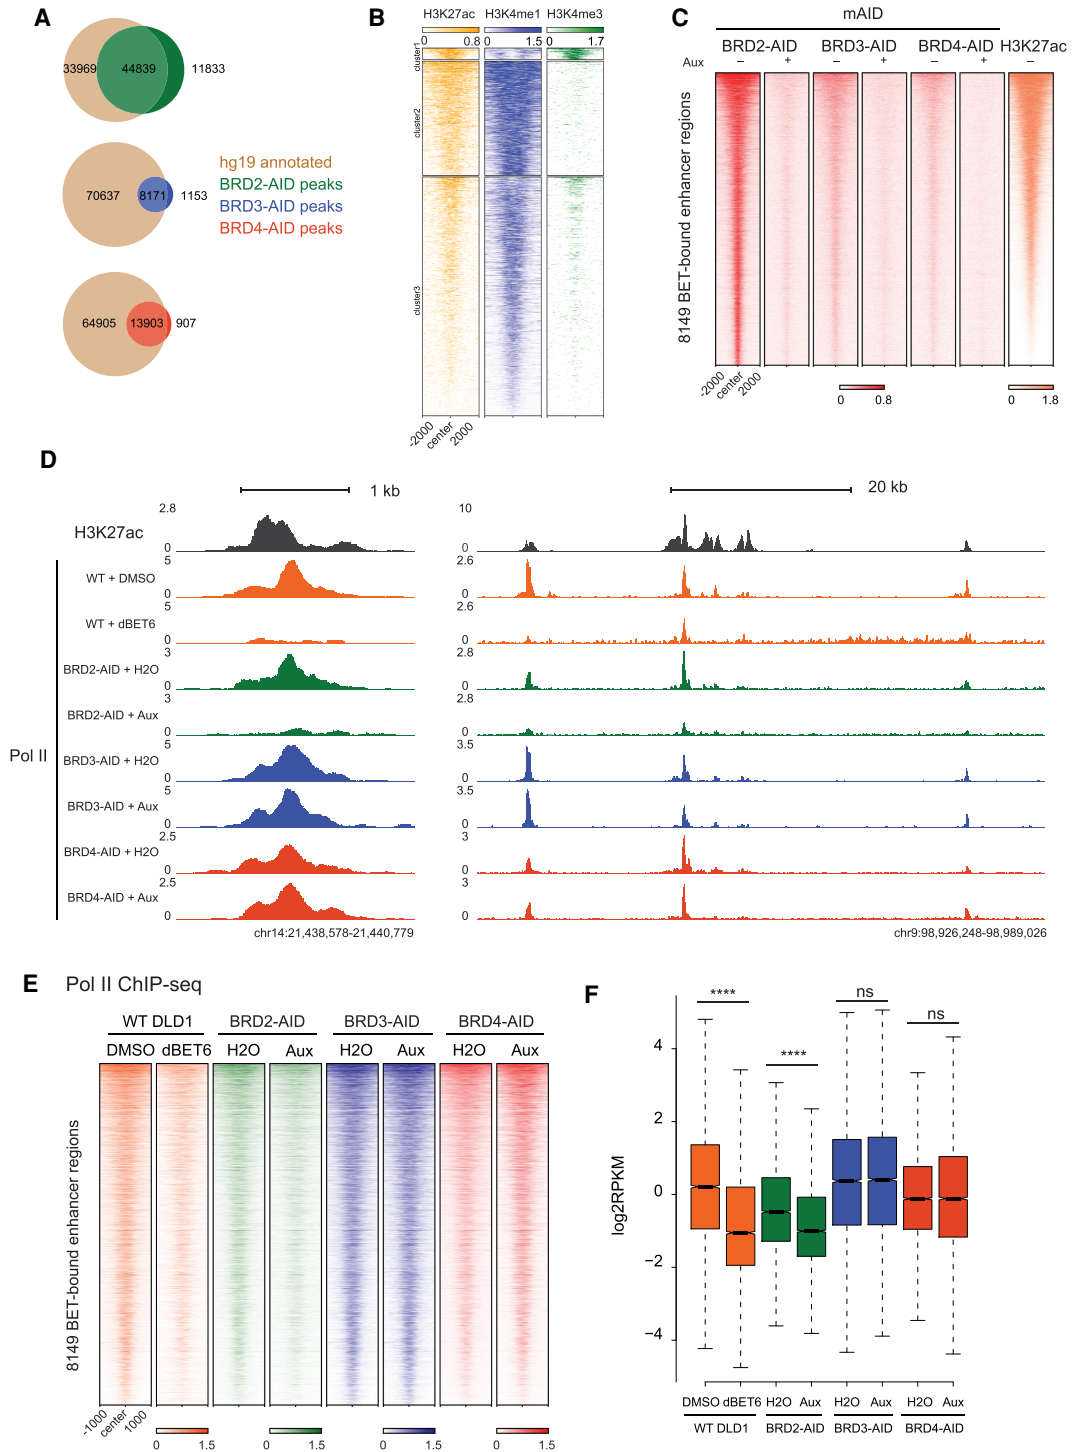 A
33969
44839
11833
70637
8171
1153
64905
13903
907
hg19 annotated
BRD2-AID peaks
BRD3-AID peaks
BRD4-AID peaks
B
H3K27ac H3K4me1 H3K4me3
0 0.8 0 1.5 0 1.7
cluster1
cluster2
cluster3
-2000 center 2000
C
mAID
BRD2-AID BRD3-AID BRD4-AID H3K27ac
Aux – + – + – + –
8149 BET-bound enhancer regions
-2000 center 2000
0 0.8
0 1.8
D
1 kb
20 kb
H3K27ac 2.8 0 10 0
Pol II
WT + DMSO 5 0 2.6 0
WT + dBET6 5 0 2.6 0
BRD2-AID + H2O 3 0 2.8 0
BRD2-AID + Aux 3 0 2.8 0
BRD3-AID + H2O 5 0 3.5 0
BRD3-AID + Aux 5 0 3.5 0
BRD4-AID + H2O 2.5 0 3 0
BRD4-AID + Aux 2.5 0 3 0
chr14:21,438,578-21,440,779
chr9:98,926,248-98,989,026
E Pol II ChIP-seq
WT DLD1 BRD2-AID BRD3-AID BRD4-AID
DMSO dBET6 H2O Aux H2O Aux H2O Aux
8149 BET-bound enhancer regions
-1000 center 1000
0 1.5 0 1.5 0 1.5 0 1.5
F
**** **** ns ns
log2RPKM
4
2
0
−2
−4
DMSO dBET6 H2O Aux H2O Aux H2O Aux
WT DLD1 BRD2-AID BRD3-AID BRD4-AID